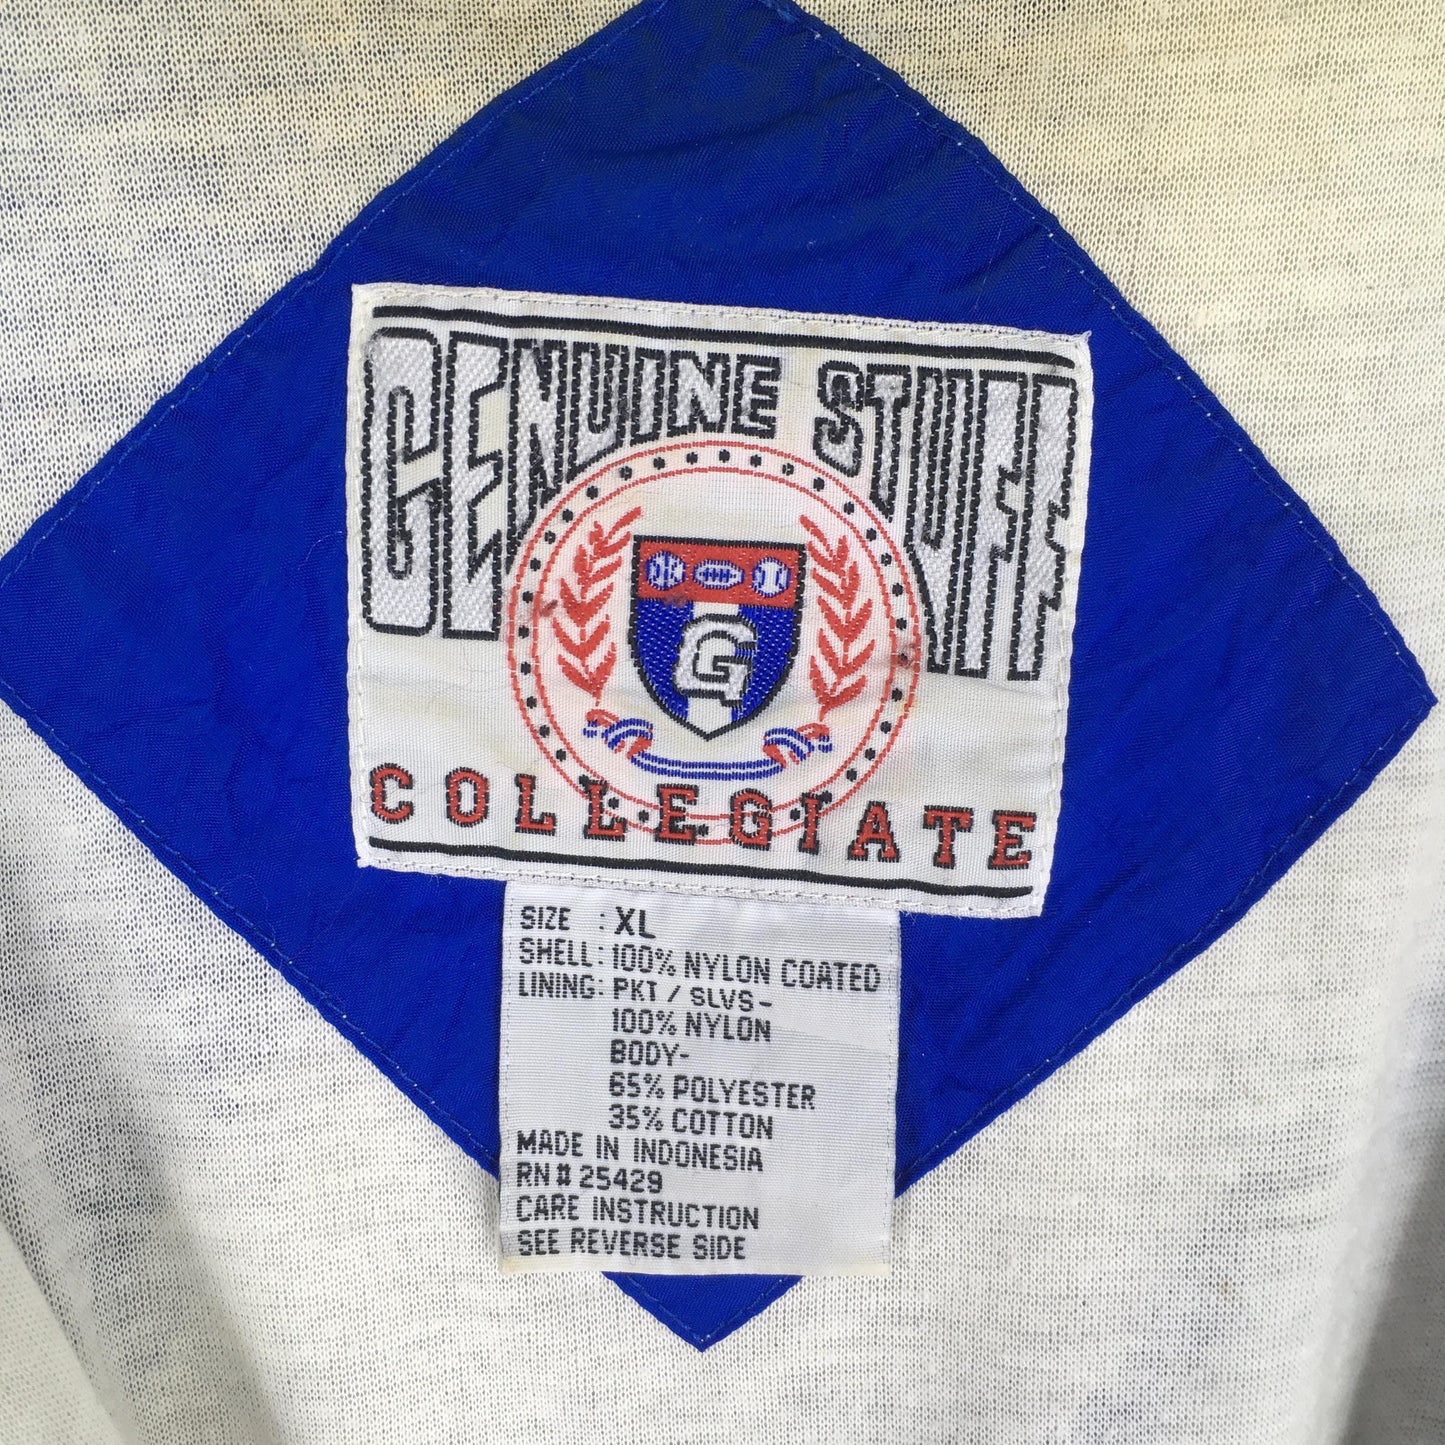 GENUINE STUFF
G
COLLEGIATE
SIZE : XL
SHELL: 100% NYLON COATED
LINING: PKT / SLVS-
100% NYLON
BODY-
65% POLYESTER
35% COTTON
MADE IN INDONESIA
RN # 25429
CARE INSTRUCTION
SEE REVERSE SIDE